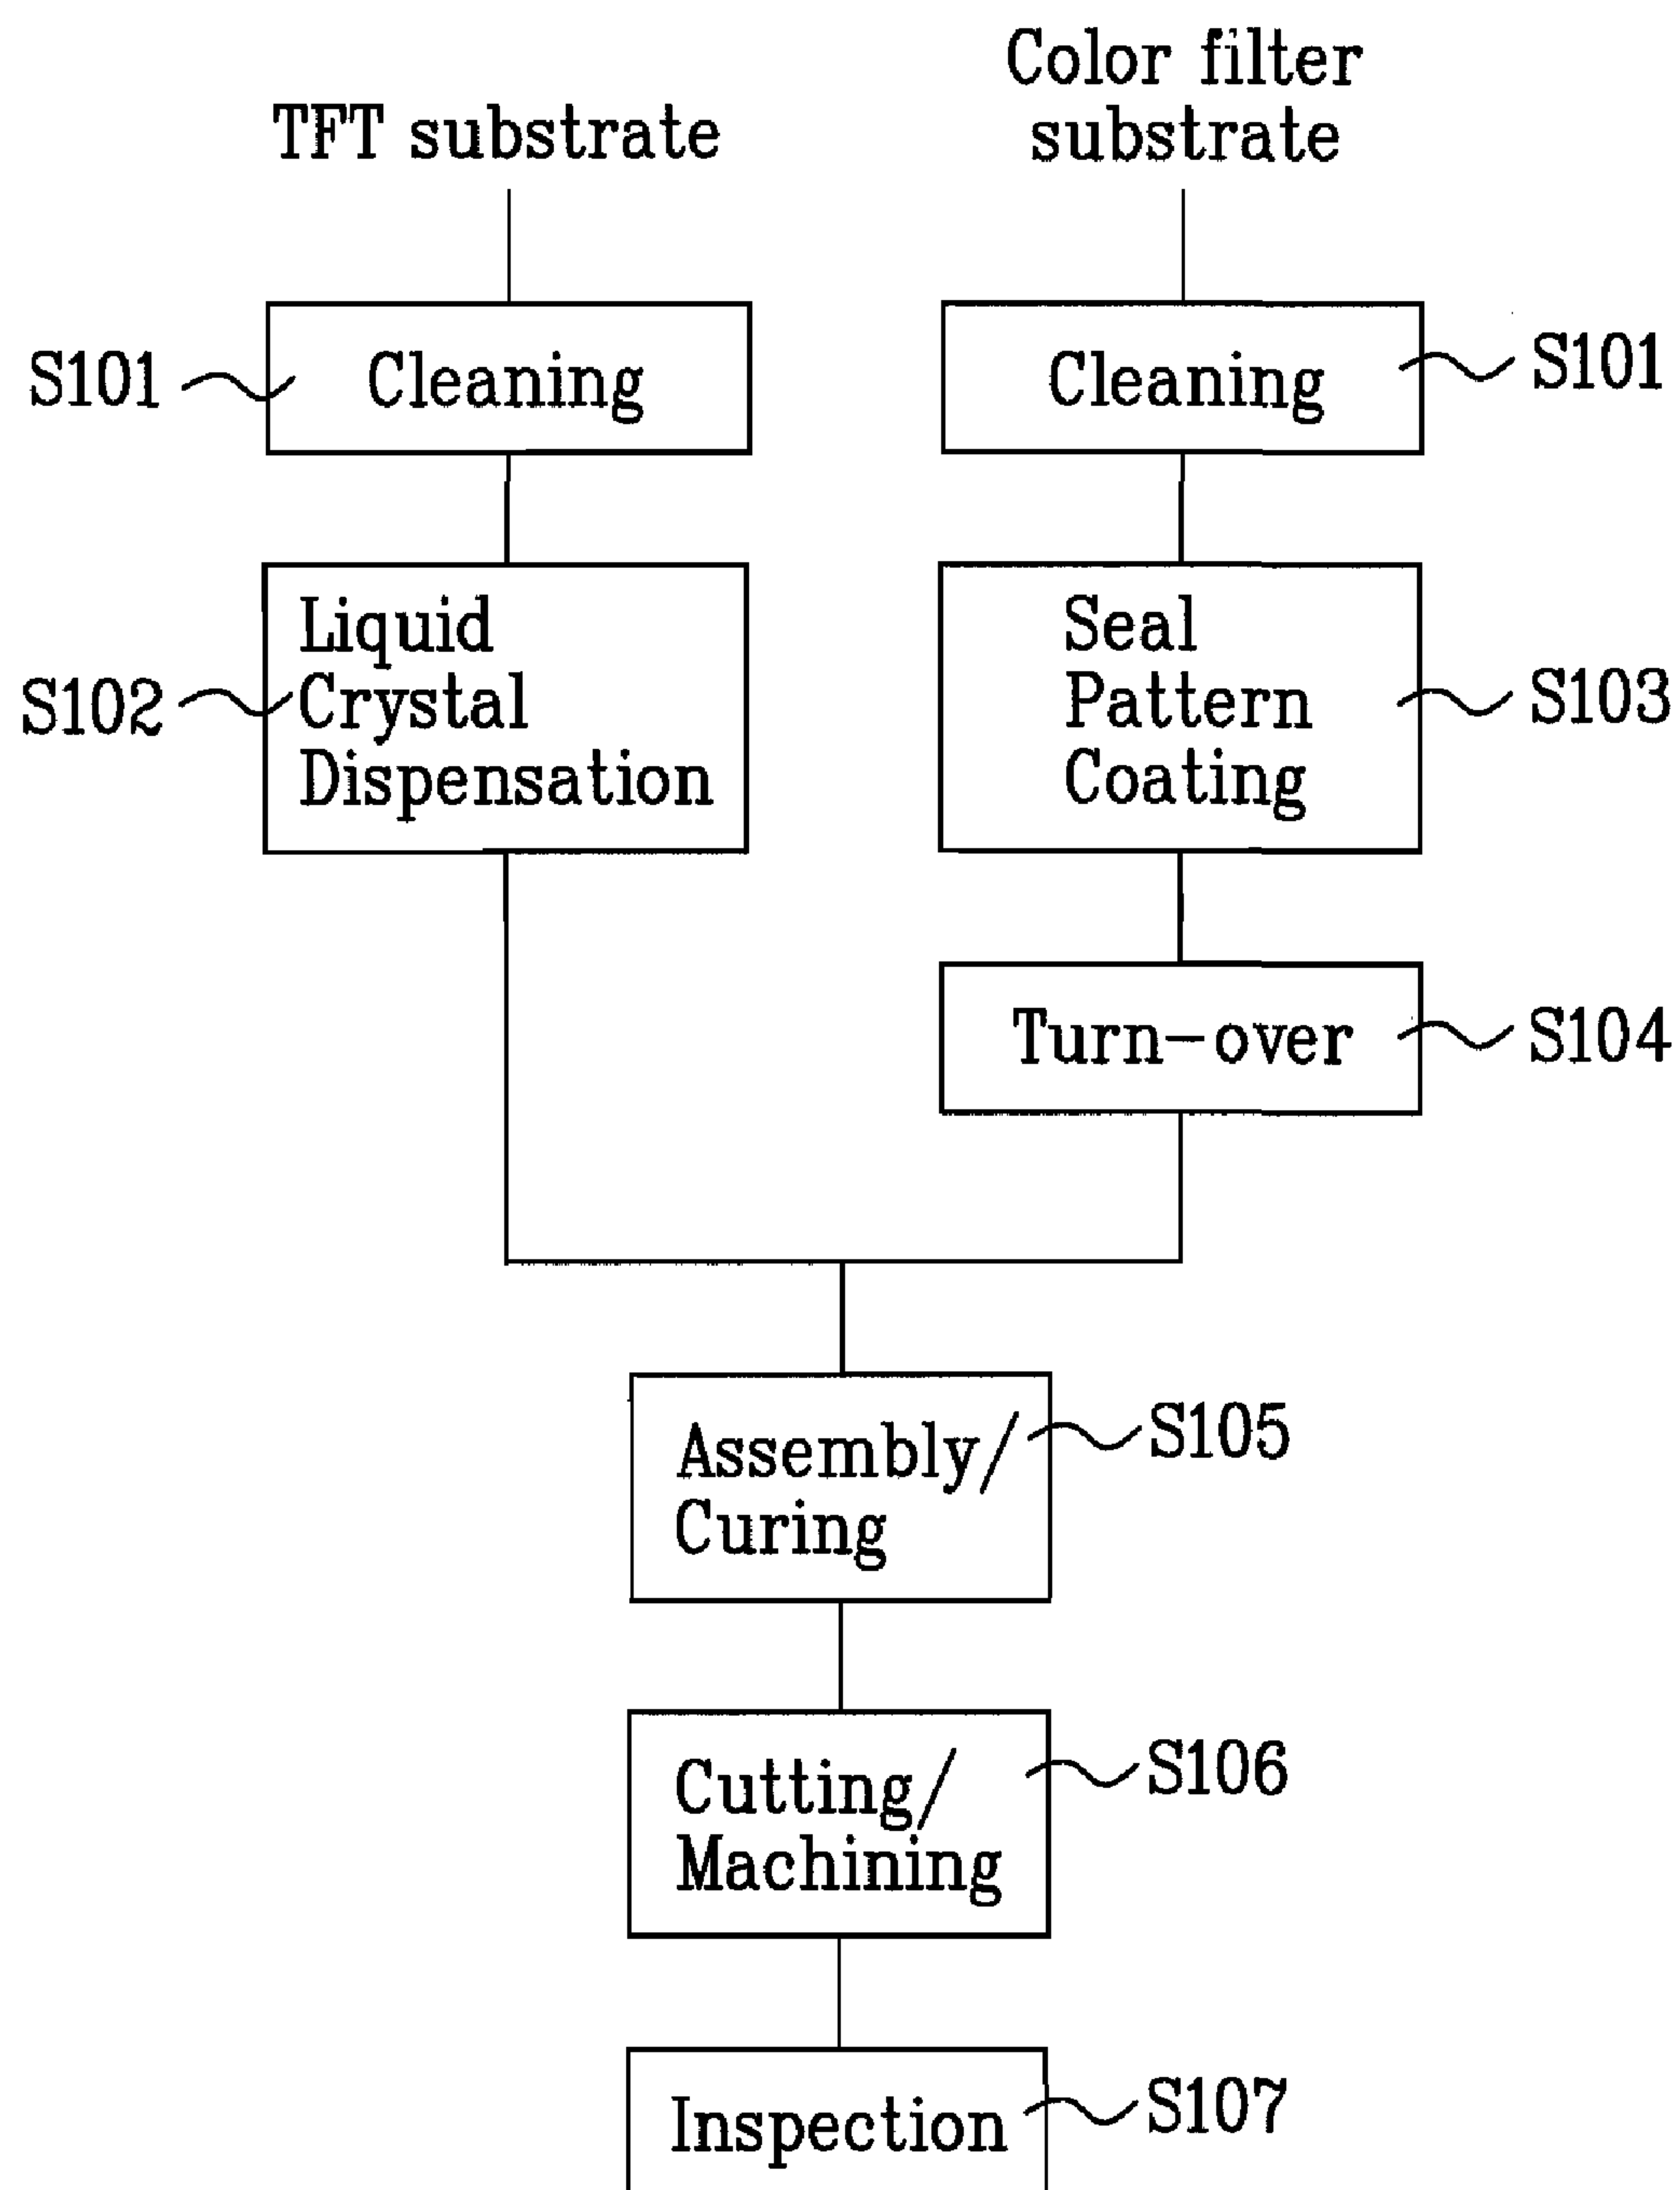 TFT substrate
Color filter
substrate
S101
Cleaning
Cleaning
S101
S102
Liquid
Crystal
Dispensation
Seal
Pattern
Coating
S103
Turn-over
S104
Assembly/
Curing
S105
Cutting/
Machining
S106
Inspection
S107